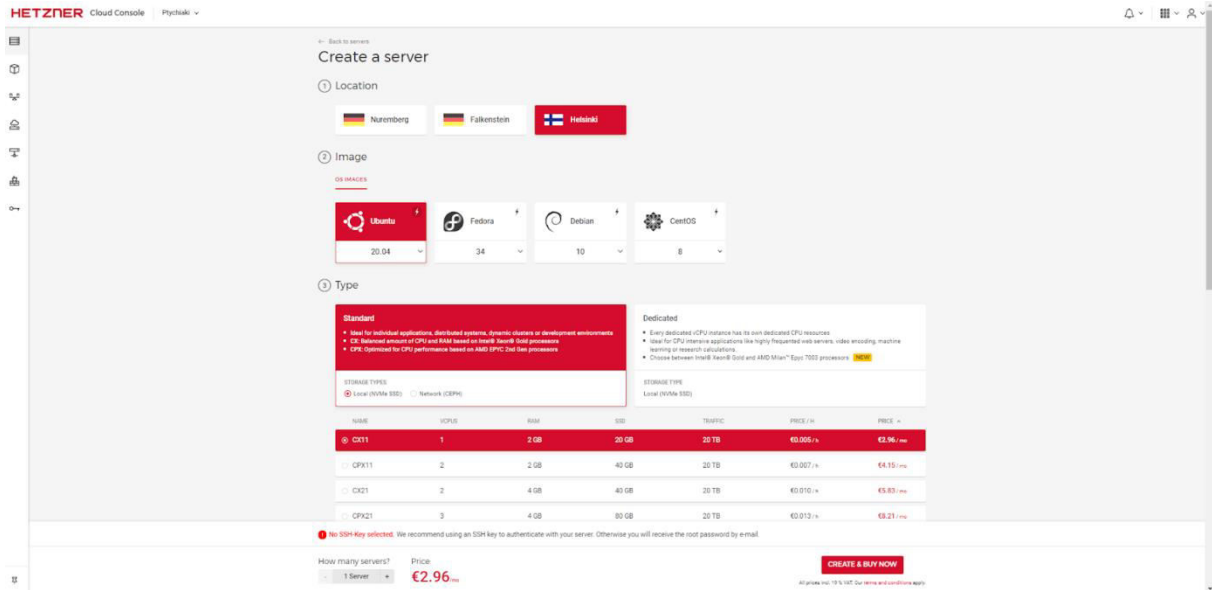 HETZNER Cloud Console Ptychiaki
← Back to servers
Create a server
1 Location
Nuremberg Falkenstein Helsinki
2 Image
OS IMAGES
Ubuntu Fedora Debian CentOS
20.04 34 10 8
3 Type
Standard
• Ideal for individual applications, distributed systems, dynamic clusters or development environments
• CX: Balanced amount of CPU and RAM based on Intel® Xeon® Gold processors
• CPX: Optimized for CPU performance based on AMD EPYC 2nd Gen processors
STORAGE TYPES
Local (NVMe SSD) Network (CEPH)
Dedicated
• Every dedicated vCPU instance has its own dedicated CPU resources
• Ideal for CPU intensive applications like highly frequented web servers, video encoding, machine
learning or research calculations.
• Choose between Intel® Xeon® Gold and AMD Milan™ Epyc 7003 processors NEW
STORAGE TYPE
Local (NVMe SSD)
NAME VCPUS RAM SSD TRAFFIC PRICE / H PRICE
CX11 1 2 GB 20 GB 20 TB €0.005 / h €2.96 / mo
CPX11 2 2 GB 40 GB 20 TB €0.007 / h €4.15 / mo
CX21 2 4 GB 40 GB 20 TB €0.010 / h €5.83 / mo
CPX21 3 4 GB 80 GB 20 TB €0.013 / h €8.21 / mo
No SSH-Key selected. We recommend using an SSH key to authenticate with your server. Otherwise you will receive the root password by e-mail
How many servers? Price
- 1 Server + €2.96/mo
CREATE & BUY NOW
All prices incl. 19 % VAT. Our terms and conditions apply